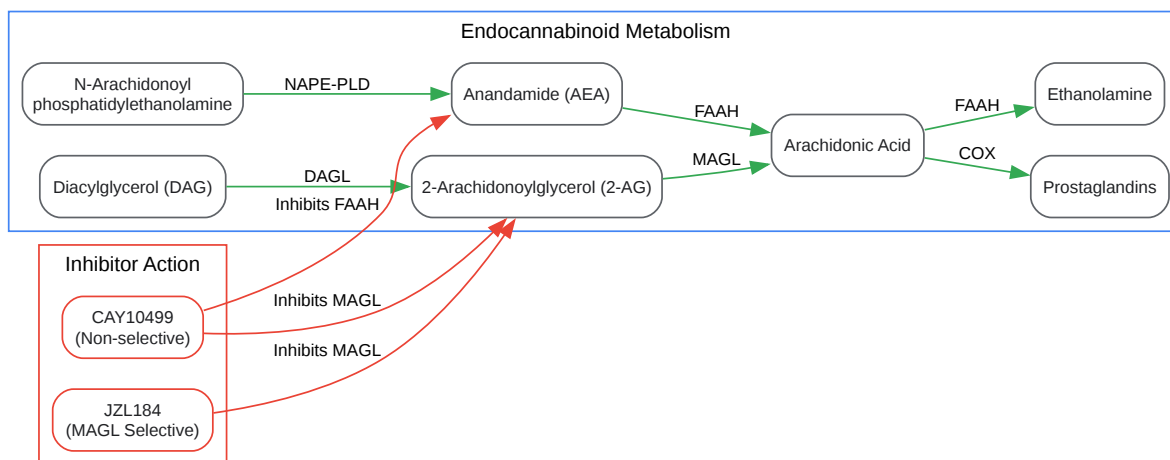 Endocannabinoid Metabolism
N-Arachidonoyl
phosphatidylethanolamine
NAPE-PLD
Anandamide (AEA)
FAAH
Arachidonic Acid
FAAH
Ethanolamine
Diacylglycerol (DAG)
DAGL
2-Arachidonoylglycerol (2-AG)
MAGL
COX
Prostaglandins
Inhibits FAAH
Inhibitor Action
CAY10499
(Non-selective)
Inhibits MAGL
Inhibits MAGL
JZL184
(MAGL Selective)